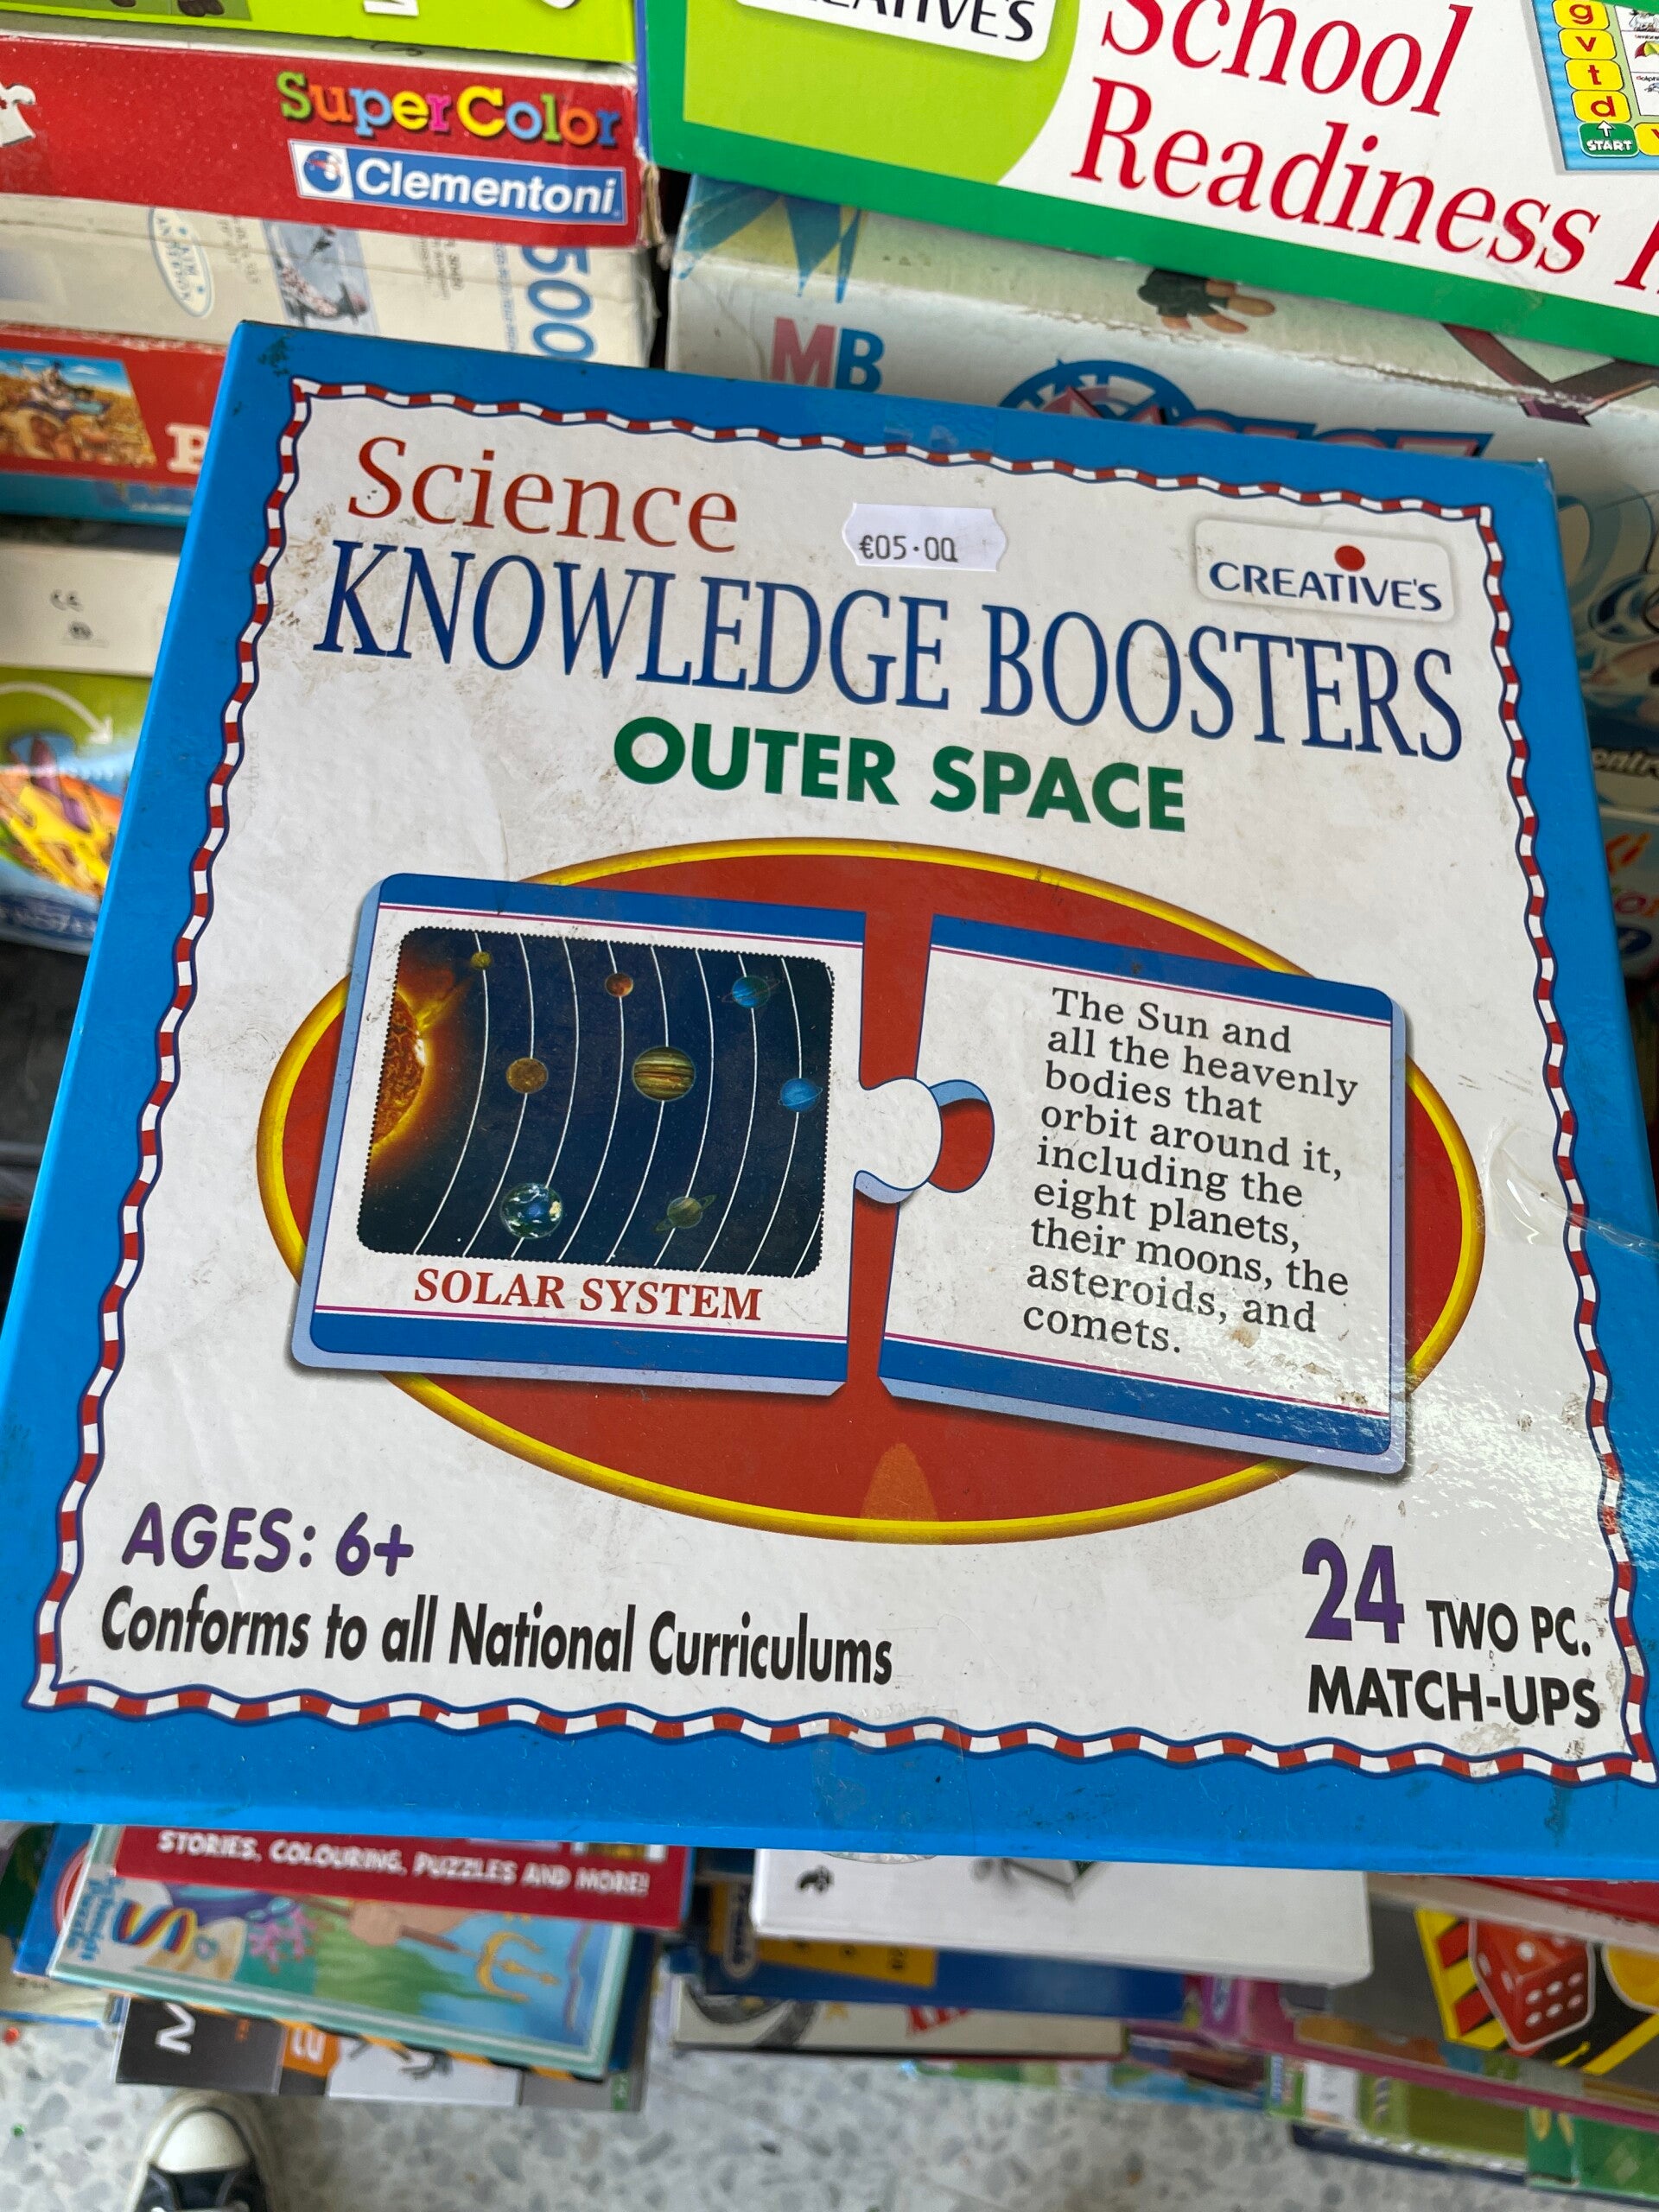 CREATIVE'S
School
Readiness
g
v
t
d
START
Super Color
Clementoni
500
MB
P
Science
€05.00
CREATIVE'S
KNOWLEDGE BOOSTERS
OUTER SPACE
SOLAR SYSTEM
The Sun and
all the heavenly
bodies that
orbit around it,
including the
eight planets,
their moons, the
asteroids, and
comets.
AGES: 6+
Conforms to all National Curriculums
24 TWO PC.
MATCH-UPS
STORIES, COLOURING, PUZZLES AND MORE!